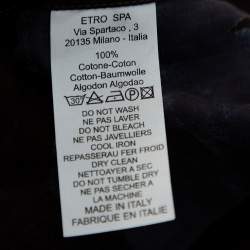 ETRO SPA
Via Spartaco , 3
20135 Milano - Italia
100%
Cotone-Coton
Cotton-Baumwolle
Algodon Algodao
30
DO NOT WASH
NE PAS LAVER
DO NOT BLEACH
NE PAS JAVELLIERS
COOL IRON
REPASSERAU FER FROID
DRY CLEAN
NETTOAYER A SEC
DO NOT TUMBLE DRY
NE PAS SECHER A
LA MACHINE
MADE IN ITALY
FABRIQUE EN ITALIE